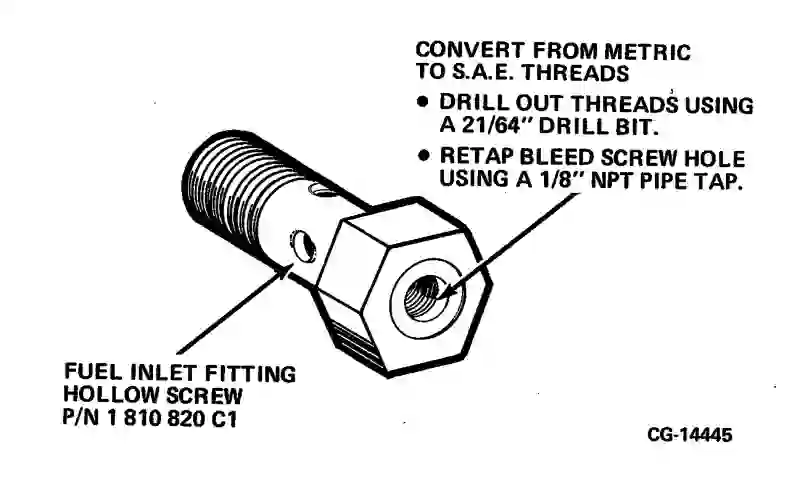 CONVERT FROM METRIC
TO S.A.E. THREADS
• DRILL OUT THREADS USING
A 21/64" DRILL BIT.
• RETAP BLEED SCREW HOLE
USING A 1/8" NPT PIPE TAP.
FUEL INLET FITTING
HOLLOW SCREW
P/N 1 810 820 C1
CG-14445